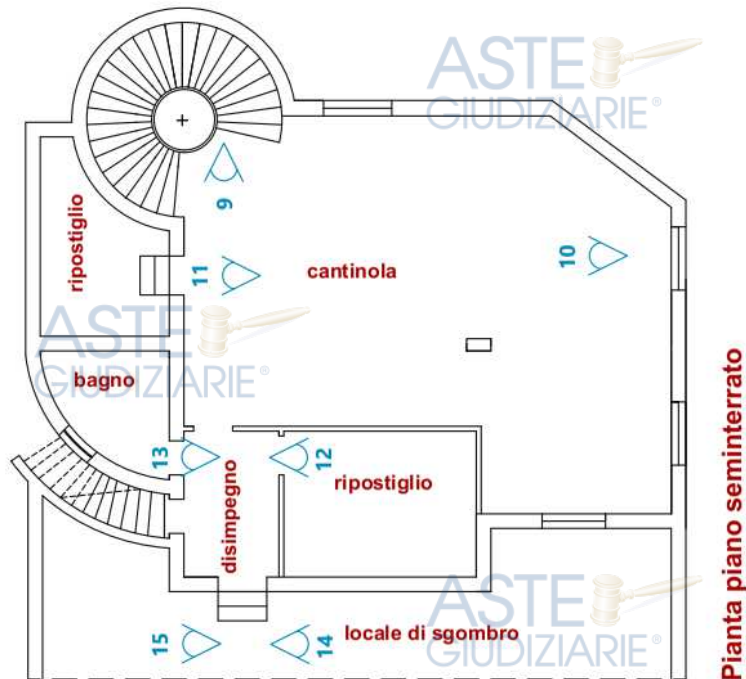 ASTE
GIUDIZIARIE®
9
ripostiglio
11
cantinola
10
ASTE
GIUDIZIARIE®
bagno
13
12
disimpegno
ripostiglio
ASTE
GIUDIZIARIE®
15
14
locale di sgombro
Pianta piano seminterrato